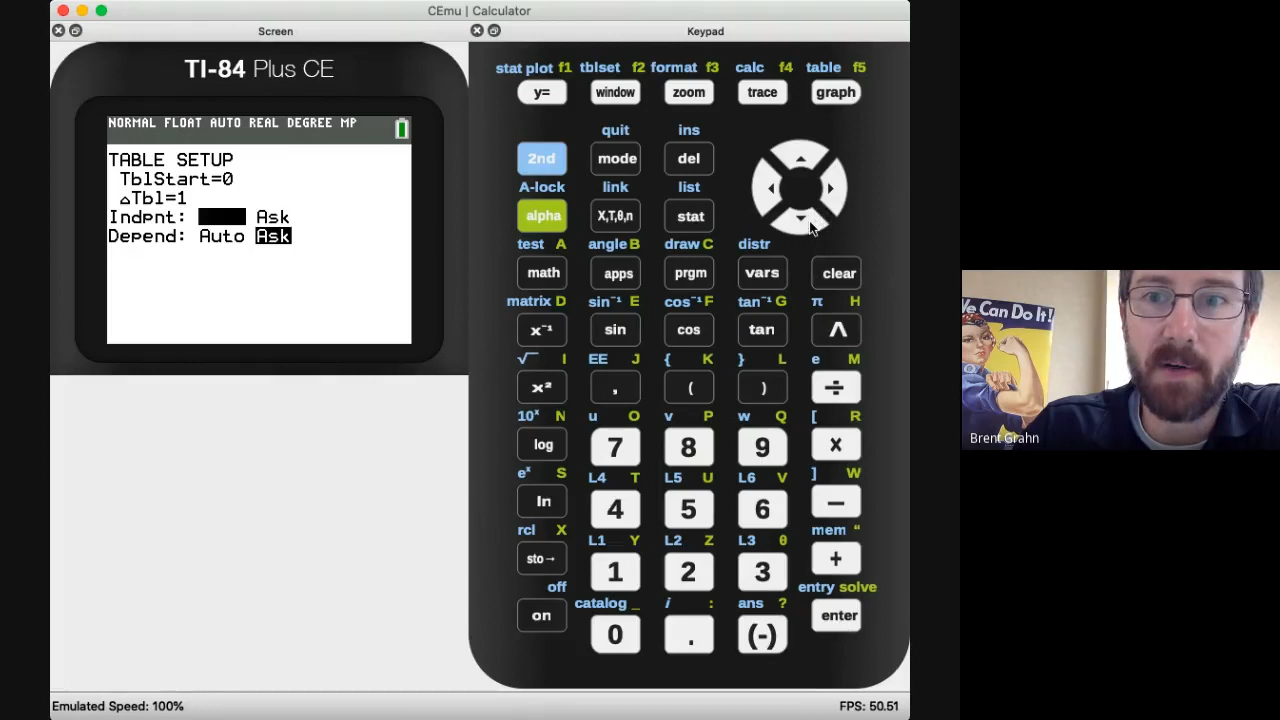 CEmu | Calculator
Screen
Keypad
TI-84 Plus CE
NORMAL FLOAT AUTO REAL DEGREE MP
TABLE SETUP
TblStart=0
△Tbl=1
Indpnt: Ask
Depend: Auto Ask
stat plot f1 tblset f2 format f3 calc f4 table f5
y= window zoom trace graph
quit ins
2nd mode del
A-lock link list
alpha X,T,θ,n stat
test A angle B draw C distr
math apps prgm vars clear
matrix D sin⁻¹ E cos⁻¹ F tan⁻¹ G π H
x⁻¹ sin cos tan ^
√ I EE J { K } L e M
x² , ( ) ÷
10ˣ N u O v P w Q [ R
log 7 8 9 ×
eˣ S L4 T L5 U L6 V ] W
ln 4 5 6 −
rcl X L1 Y L2 Z L3 θ mem "
sto→ 1 2 3 +
off catalog _ i : ans ? entry solve
on 0 . (-) enter
We Can Do It!
Brent Grahn
Emulated Speed: 100%
FPS: 50.51